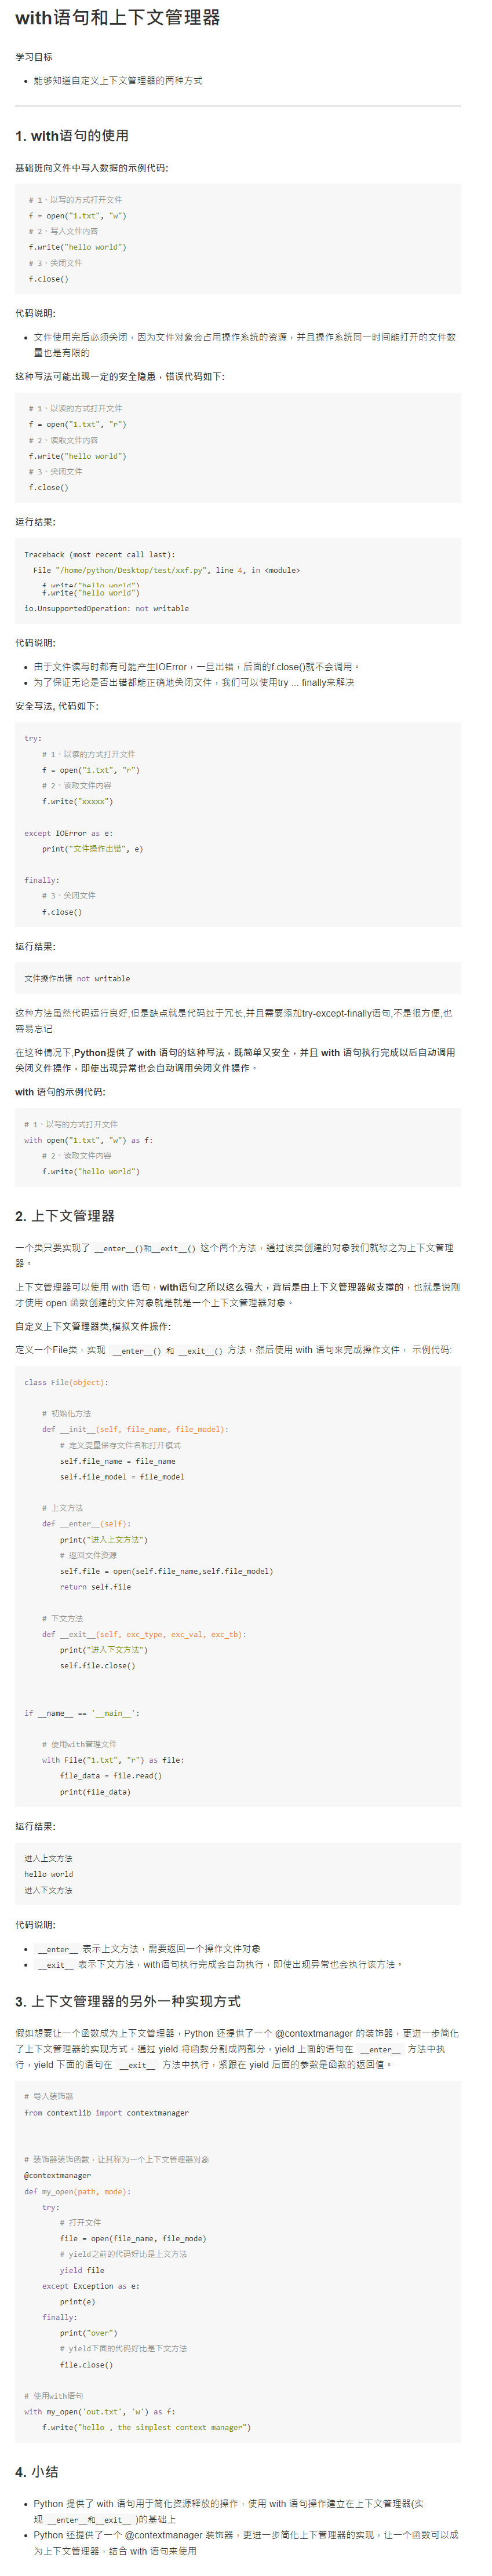 with语句和上下文管理器
学习目标
能够知道自定义上下文管理器的两种方式
1. with语句的使用
基础班向文件中写入数据的示例代码:
# 1、以写的方式打开文件
f = open("1.txt", "w")
# 2、写入文件内容
f.write("hello world")
# 3、关闭文件
f.close()
代码说明:
文件使用完后必须关闭，因为文件对象会占用操作系统的资源，并且操作系统同一时间能打开的文件数
量也是有限的
这种写法可能出现一定的安全隐患，错误代码如下:
# 1、以读的方式打开文件
f = open("1.txt", "r")
# 2、读取文件内容
f.write("hello world")
# 3、关闭文件
f.close()
运行结果:
Traceback (most recent call last):
File "/home/python/Desktop/test/xxf.py", line 4, in <module>
f.write("hello world")
f.write("hello world")
io.UnsupportedOperation: not writable
代码说明:
由于文件读写时都有可能产生IOError，一旦出错，后面的f.close()就不会调用。
为了保证无论是否出错都能正确地关闭文件，我们可以使用try ... finally来解决
安全写法, 代码如下:
try:
# 1、以读的方式打开文件
f = open("1.txt", "r")
# 2、读取文件内容
f.write("xxxxx")
except IOError as e:
print("文件操作出错", e)
finally:
# 3、关闭文件
f.close()
运行结果:
文件操作出错 not writable
这种方法虽然代码运行良好,但是缺点就是代码过于冗长,并且需要添加try-except-finally语句,不是很方便,也
容易忘记.
在这种情况下,Python提供了 with 语句的这种写法，既简单又安全，并且 with 语句执行完成以后自动调用
关闭文件操作，即使出现异常也会自动调用关闭文件操作。
with 语句的示例代码:
# 1、以写的方式打开文件
with open("1.txt", "w") as f:
# 2、读取文件内容
f.write("hello world")
2. 上下文管理器
一个类只要实现了 __enter__()和__exit__() 这个两个方法，通过该类创建的对象我们就称之为上下文管理
器。
上下文管理器可以使用 with 语句，with语句之所以这么强大，背后是由上下文管理器做支撑的，也就是说刚
才使用 open 函数创建的文件对象就是就是一个上下文管理器对象。
自定义上下文管理器类,模拟文件操作:
定义一个File类，实现 __enter__() 和 __exit__() 方法，然后使用 with 语句来完成操作文件， 示例代码:
class File(object):
# 初始化方法
def __init__(self, file_name, file_model):
# 定义变量保存文件名和打开模式
self.file_name = file_name
self.file_model = file_model
# 上文方法
def __enter__(self):
print("进入上文方法")
# 返回文件资源
self.file = open(self.file_name,self.file_model)
return self.file
# 下文方法
def __exit__(self, exc_type, exc_val, exc_tb):
print("进入下文方法")
self.file.close()
if __name__ == '__main__':
# 使用with管理文件
with File("1.txt", "r") as file:
file_data = file.read()
print(file_data)
运行结果:
进入上文方法
hello world
进入下文方法
代码说明:
__enter__ 表示上文方法，需要返回一个操作文件对象
__exit__ 表示下文方法，with语句执行完成会自动执行，即使出现异常也会执行该方法。
3. 上下文管理器的另外一种实现方式
假如想要让一个函数成为上下文管理器，Python 还提供了一个 @contextmanager 的装饰器，更进一步简化
了上下文管理器的实现方式。通过 yield 将函数分割成两部分，yield 上面的语句在 __enter__ 方法中执
行，yield 下面的语句在 __exit__ 方法中执行，紧跟在 yield 后面的参数是函数的返回值。
# 导入装饰器
from contextlib import contextmanager
# 装饰器装饰函数，让其称为一个上下文管理器对象
@contextmanager
def my_open(path, mode):
try:
# 打开文件
file = open(file_name, file_mode)
# yield之前的代码好比是上文方法
yield file
except Exception as e:
print(e)
finally:
print("over")
# yield下面的代码好比是下文方法
file.close()
# 使用with语句
with my_open('out.txt', 'w') as f:
f.write("hello , the simplest context manager")
4. 小结
Python 提供了 with 语句用于简化资源释放的操作，使用 with 语句操作建立在上下文管理器(实
现 __enter__和__exit__ )的基础上
Python 还提供了一个 @contextmanager 装饰器，更进一步简化上下管理器的实现，让一个函数可以成
为上下文管理器，结合 with 语句来使用